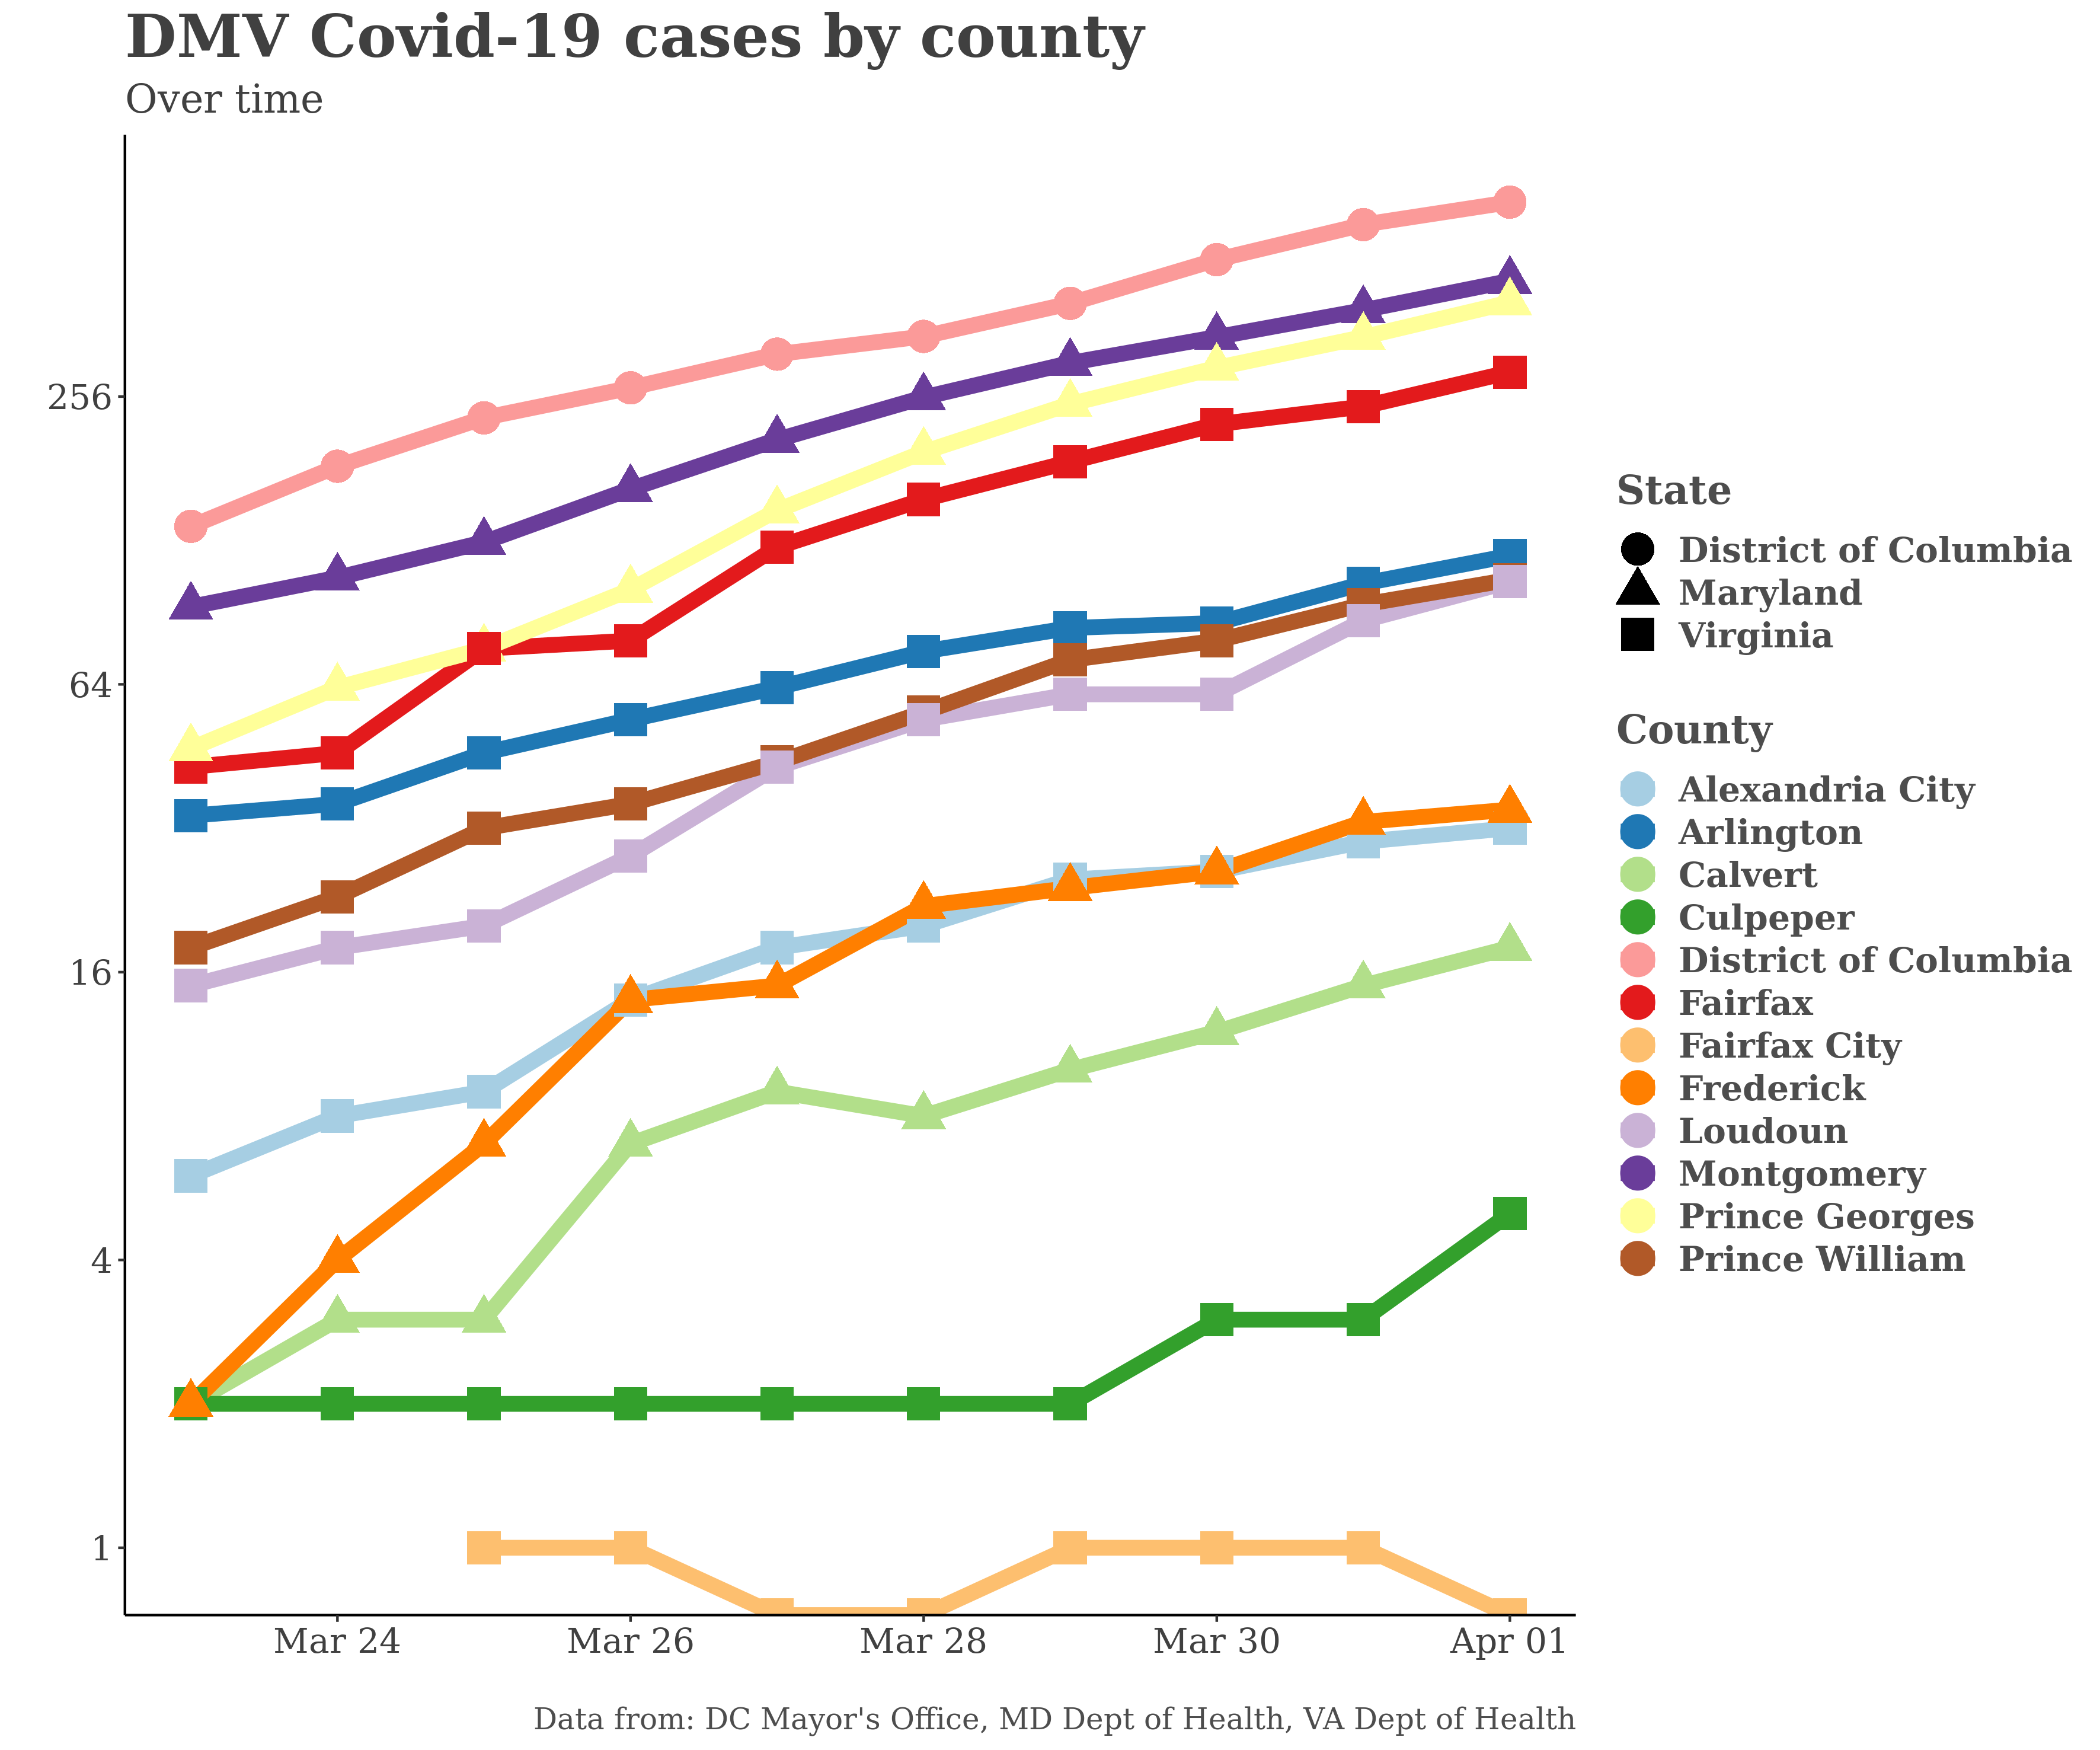 DMV Covid-19 cases by county
Over time
256
64
16
4
1
Mar 24
Mar 26
Mar 28
Mar 30
Apr 01
State
District of Columbia
Maryland
Virginia
County
Alexandria City
Arlington
Calvert
Culpeper
District of Columbia
Fairfax
Fairfax City
Frederick
Loudoun
Montgomery
Prince Georges
Prince William
Data from: DC Mayor's Office, MD Dept of Health, VA Dept of Health